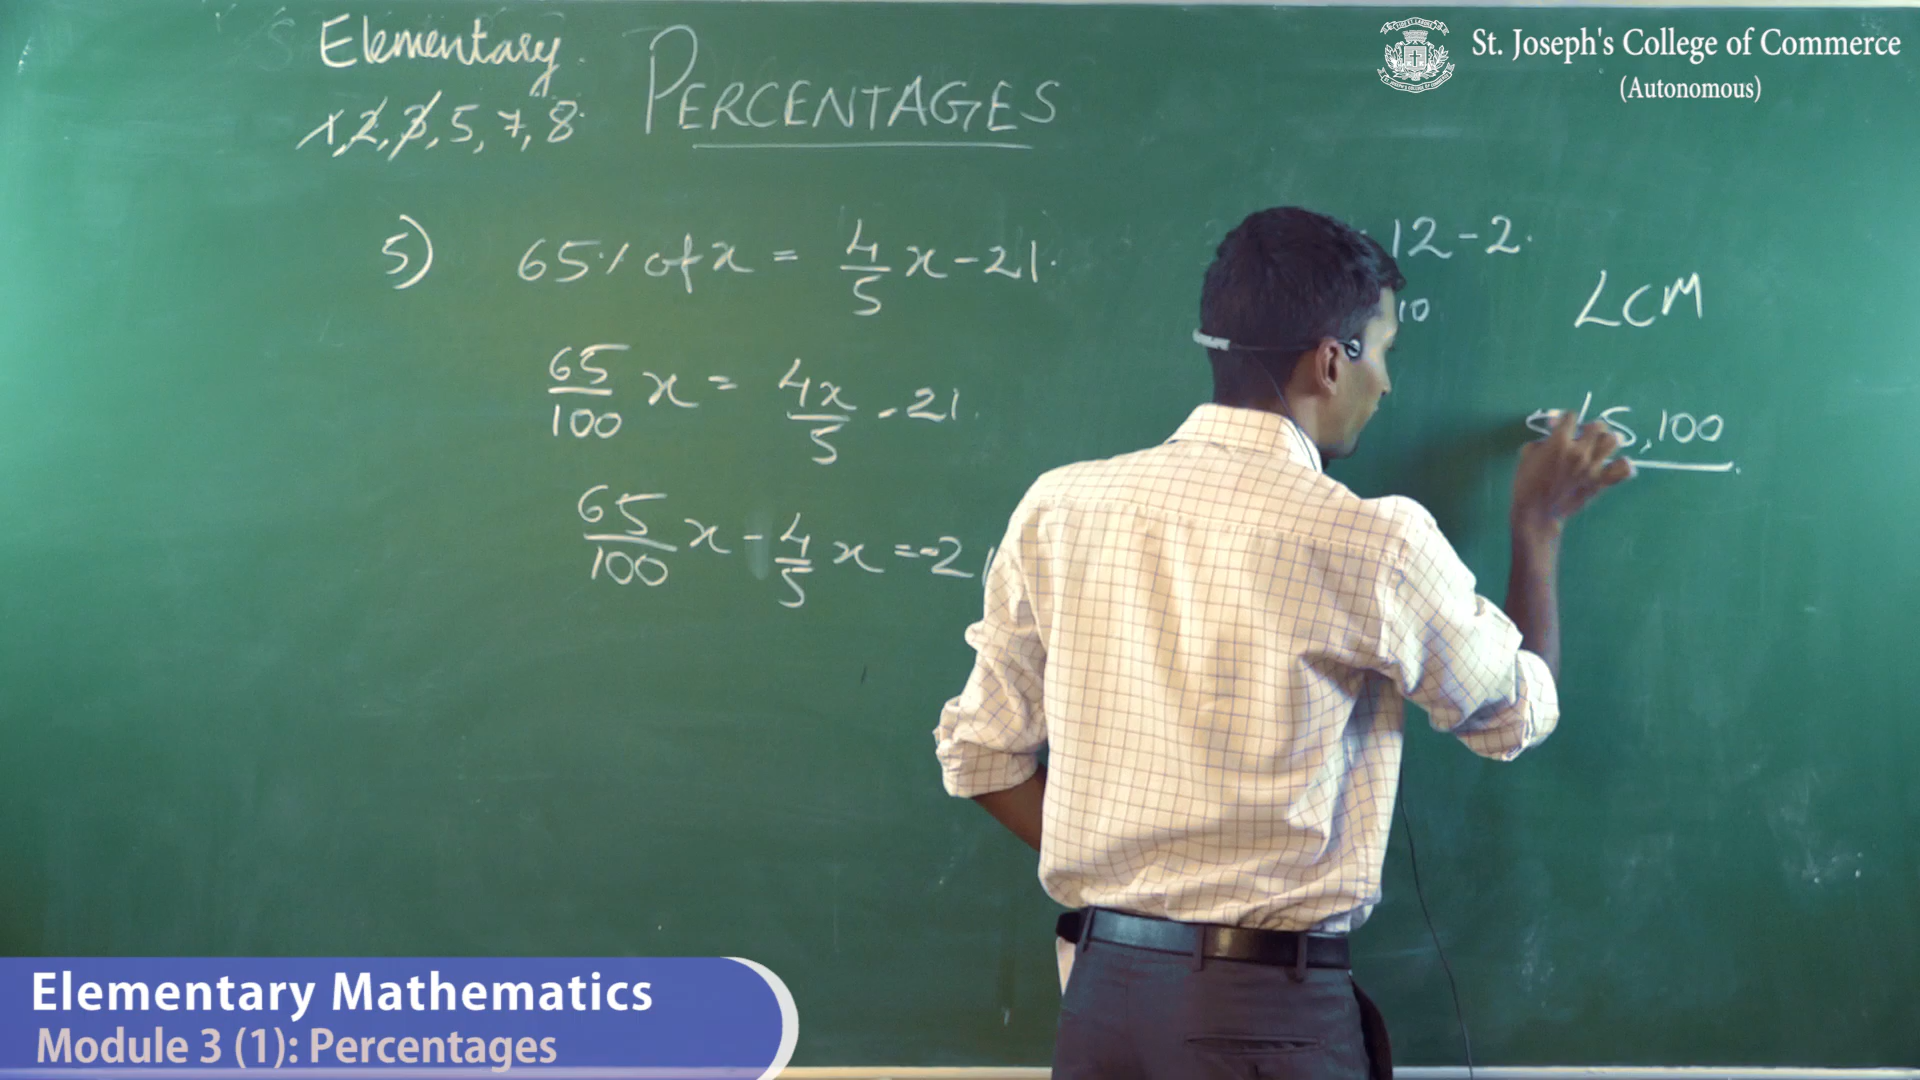 Elementary
1, 2, 3, 5, 7, 8
PERCENTAGES
St. Joseph's College of Commerce
(Autonomous)
5) 65% of x = 4/5 x - 21.
65/100 x = 4x/5 - 21.
65/100 x - 4/5 x = -21
12 - 2.
10
LCM
5, 100
Elementary Mathematics
Module 3 (1): Percentages